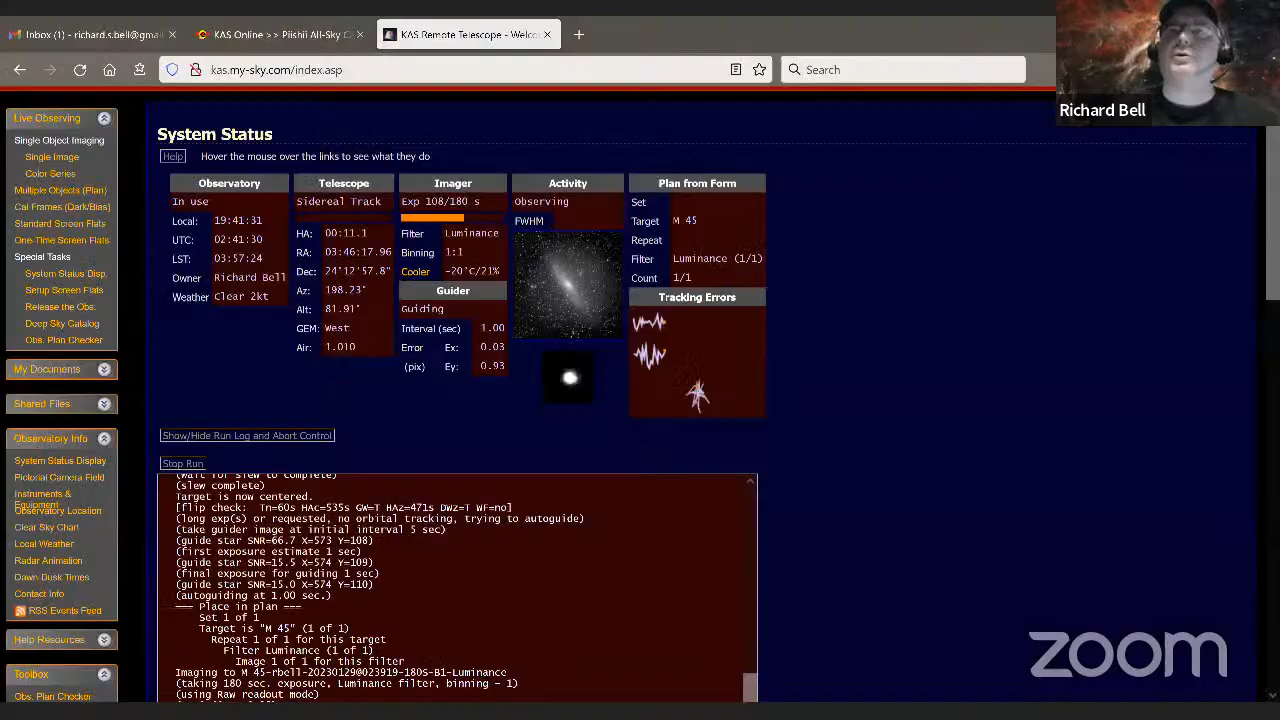 Inbox (1) - richard.s.bell@gmai
KAS Online >> Piishii All-Sky C
KAS Remote Telescope - Welco
kas.my-sky.com/index.asp
Search
Richard Bell
Live Observing
Single Object Imaging
Single Image
Color Series
Multiple Objects (Plan)
Cal Frames (Dark/Bias)
Standard Screen Flats
One-Time Screen Flats
Special Tasks
System Status Disp.
Setup Screen Flats
Release the Obs.
Deep Sky Catalog
Obs. Plan Checker
My Documents
Shared Files
Observatory Info
System Status Display
Pictorial Camera Field
Instruments &
Equipment
Observatory Location
Clear Sky Chart
Local Weather
Radar Animation
Dawn-Dusk Times
Contact Info
RSS Events Feed
Help Resources
Toolbox
Obs. Plan Checker
System Status
Help Hover the mouse over the links to see what they do
Observatory
In use
Local: 19:41:31
UTC: 02:41:30
LST: 03:57:24
Owner Richard Bell
Weather Clear 2kt
Telescope
Sidereal Track
HA: 00:11.1
RA: 03:46:17.96
Dec: 24°12'57.8"
Az: 198.23°
Alt: 81.91°
GEM: West
Air: 1.010
Imager
Exp 108/180 s
Filter Luminance
Binning 1:1
Cooler -20°C/21%
Guider
Guiding
Interval (sec) 1.00
Error Ex: 0.03
(pix) Ey: 0.93
Activity
Observing
FWHM
Plan from Form
Set
Target M 45
Repeat
Filter Luminance (1/1)
Count 1/1
Tracking Errors
Show/Hide Run Log and Abort Control
Stop Run
(wait for slew to complete)
(slew complete)
Target is now centered.
[flip check: Tn=60s HAc=535s GW=T HAz=471s DWz=T WF=no]
(long exp(s) or requested, no orbital tracking, trying to autoguide)
(take guider image at initial interval 5 sec)
(guide star SNR=66.7 X=573 Y=108)
(first exposure estimate 1 sec)
(guide star SNR=15.5 X=574 Y=109)
(final exposure for guiding 1 sec)
(guide star SNR=15.0 X=574 Y=110)
(autoguiding at 1.00 sec.)
=== Place in plan ===
Set 1 of 1
Target is "M 45" (1 of 1)
Repeat 1 of 1 for this target
Filter Luminance (1 of 1)
Image 1 of 1 for this filter
Imaging to M 45-rbell-20230129@023919-180S-B1-Luminance
(taking 180 sec. exposure, Luminance filter, binning = 1)
(using Raw readout mode)
zoom